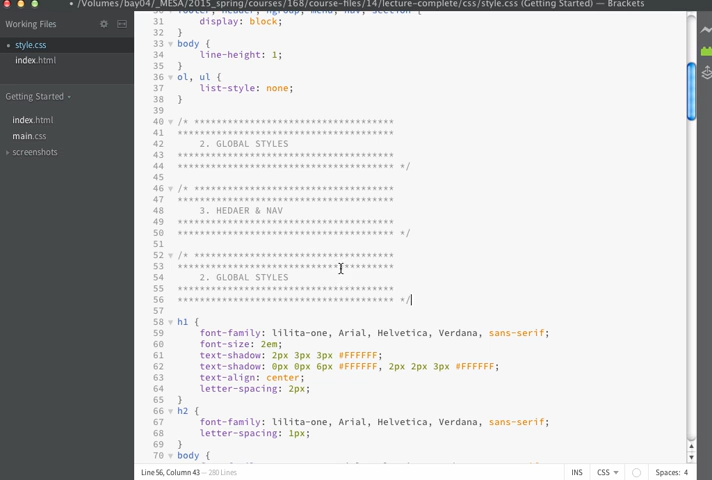 /Volumes/bay04/_MESA/2015_spring/courses/168/course-files/14/lecture-complete/css/style.css (Getting Started) — Brackets
Working Files
• style.css
index.html
Getting Started
index.html
main.css
screenshots
30 footer, header, hgroup, menu, nav, section {
31 display: block;
32 }
33 body {
34 line-height: 1;
35 }
36 ol, ul {
37 list-style: none;
38 }
39
40 /* ************************************
41 ***************************************
42 2. GLOBAL STYLES
43 ***************************************
44 *************************************** */
45
46 /* ************************************
47 ***************************************
48 3. HEDAER & NAV
49 ***************************************
50 *************************************** */
51
52 /* ************************************
53 ***************************************
54 2. GLOBAL STYLES
55 ***************************************
56 *************************************** */
57
58 h1 {
59 font-family: lilita-one, Arial, Helvetica, Verdana, sans-serif;
60 font-size: 2em;
61 text-shadow: 2px 3px 3px #FFFFFF;
62 text-shadow: 0px 0px 6px #FFFFFF, 2px 2px 3px #FFFFFF;
63 text-align: center;
64 letter-spacing: 2px;
65 }
66 h2 {
67 font-family: lilita-one, Arial, Helvetica, Verdana, sans-serif;
68 letter-spacing: 1px;
69 }
70 body {
Line 56, Column 43 — 280 Lines
INS
CSS
Spaces: 4